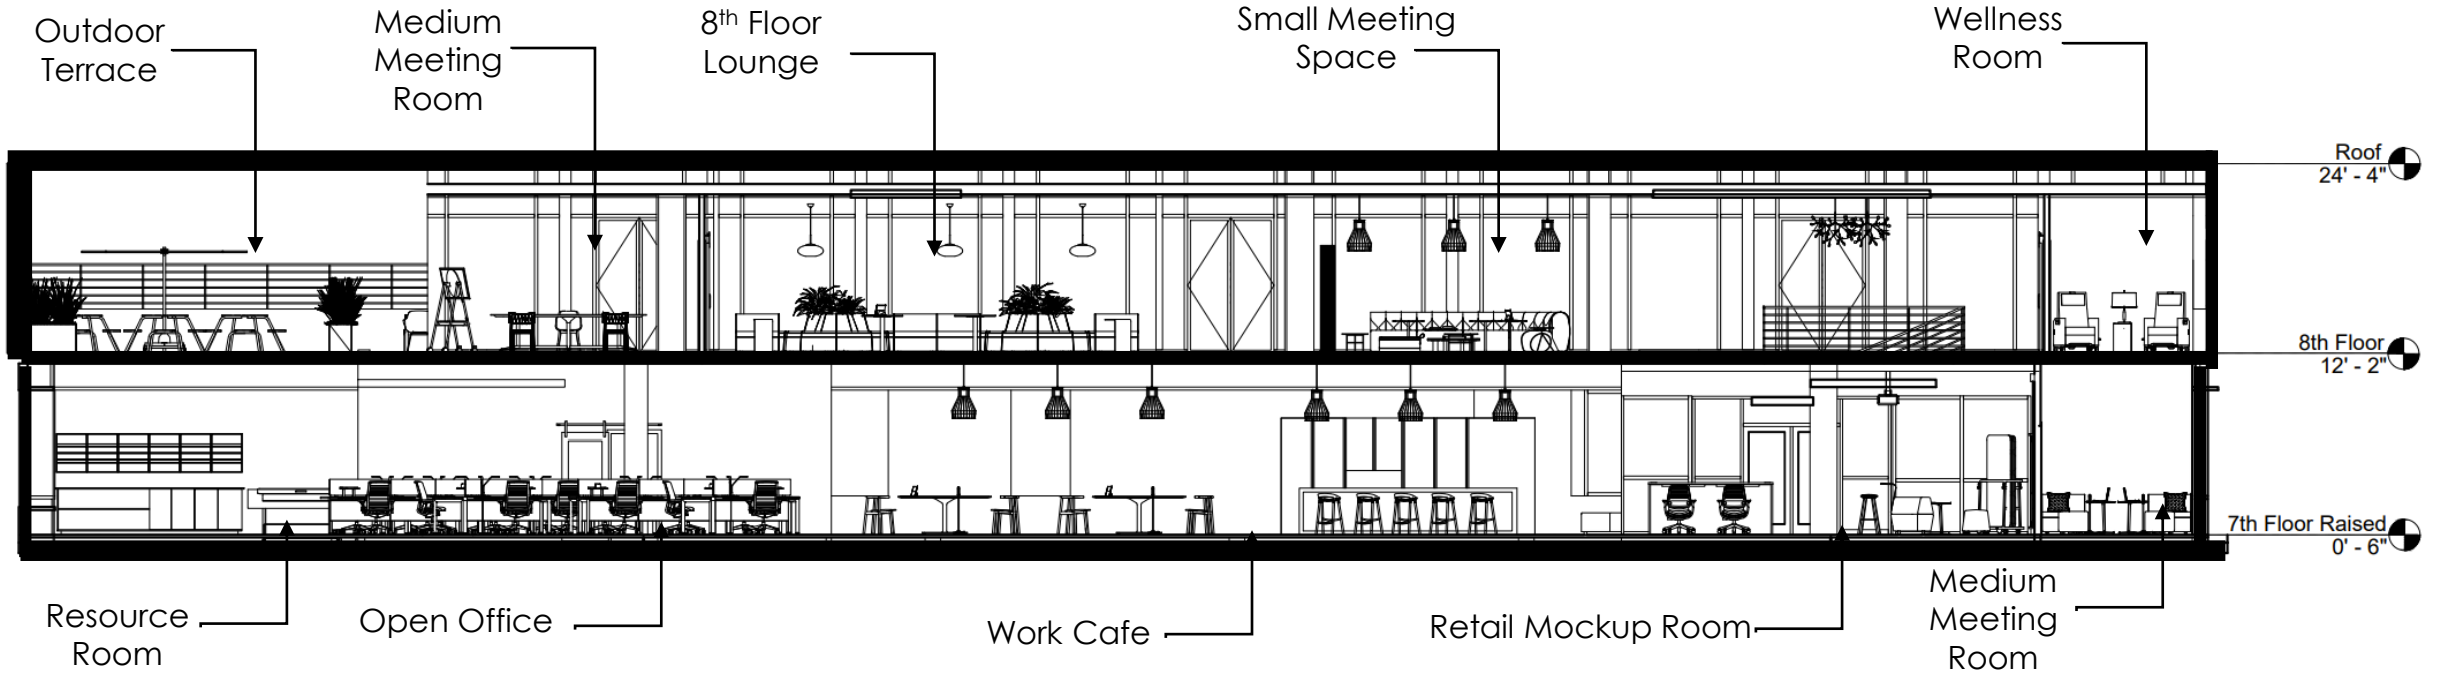 Outdoor
Terrace
Medium
Meeting
Room
8th Floor
Lounge
Small Meeting
Space
Wellness
Room
Roof
24' - 4"
8th Floor
12' - 2"
7th Floor Raised
0' - 6"
Resource
Room
Open Office
Work Cafe
Retail Mockup Room
Medium
Meeting
Room